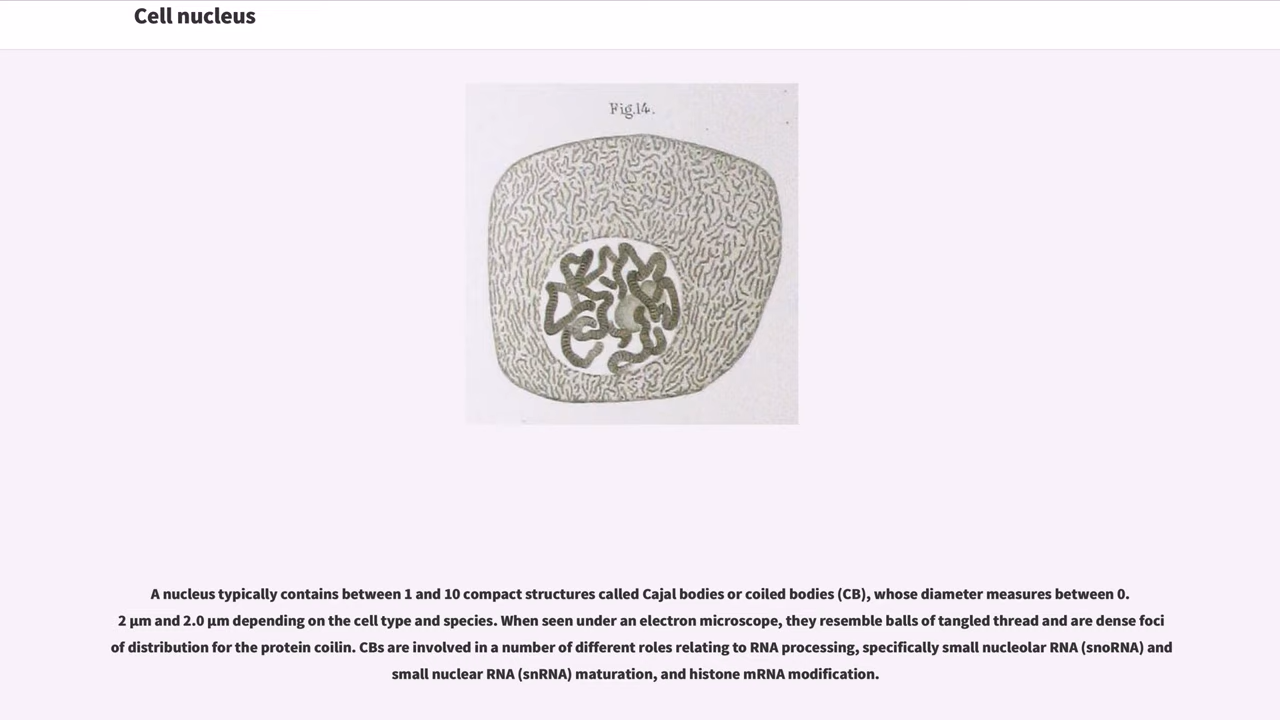 Cell nucleus
Fig.14.
A nucleus typically contains between 1 and 10 compact structures called Cajal bodies or coiled bodies (CB), whose diameter measures between 0.
2 μm and 2.0 μm depending on the cell type and species. When seen under an electron microscope, they resemble balls of tangled thread and are dense foci
of distribution for the protein coilin. CBs are involved in a number of different roles relating to RNA processing, specifically small nucleolar RNA (snoRNA) and
small nuclear RNA (snRNA) maturation, and histone mRNA modification.